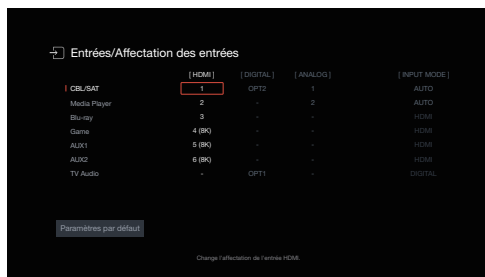 Entrées/Affectation des entrées
[ HDMI ] [ DIGITAL ] [ ANALOG ] [ INPUT MODE ]
CBL/SAT 1 OPT2 1 AUTO
Media Player 2 - 2 AUTO
Blu-ray 3 - - HDMI
Game 4 (8K) - - HDMI
AUX1 5 (8K) - - HDMI
AUX2 6 (8K) - - HDMI
TV Audio - OPT1 - DIGITAL
Paramètres par défaut
Change l'affectation de l'entrée HDMI.